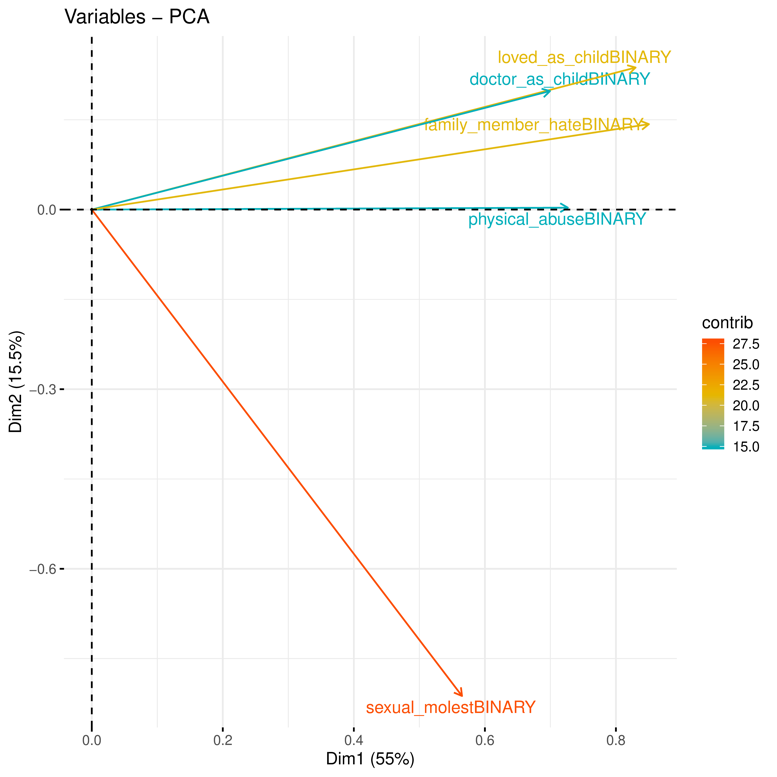 Variables − PCA
loved_as_childBINARY
doctor_as_childBINARY
family_member_hateBINARY
0.0
physical_abuseBINARY
contrib
27.5
25.0
22.5
20.0
17.5
15.0
Dim2 (15.5%)
−0.3
−0.6
sexual_molestBINARY
0.0 0.2 0.4 0.6 0.8
Dim1 (55%)